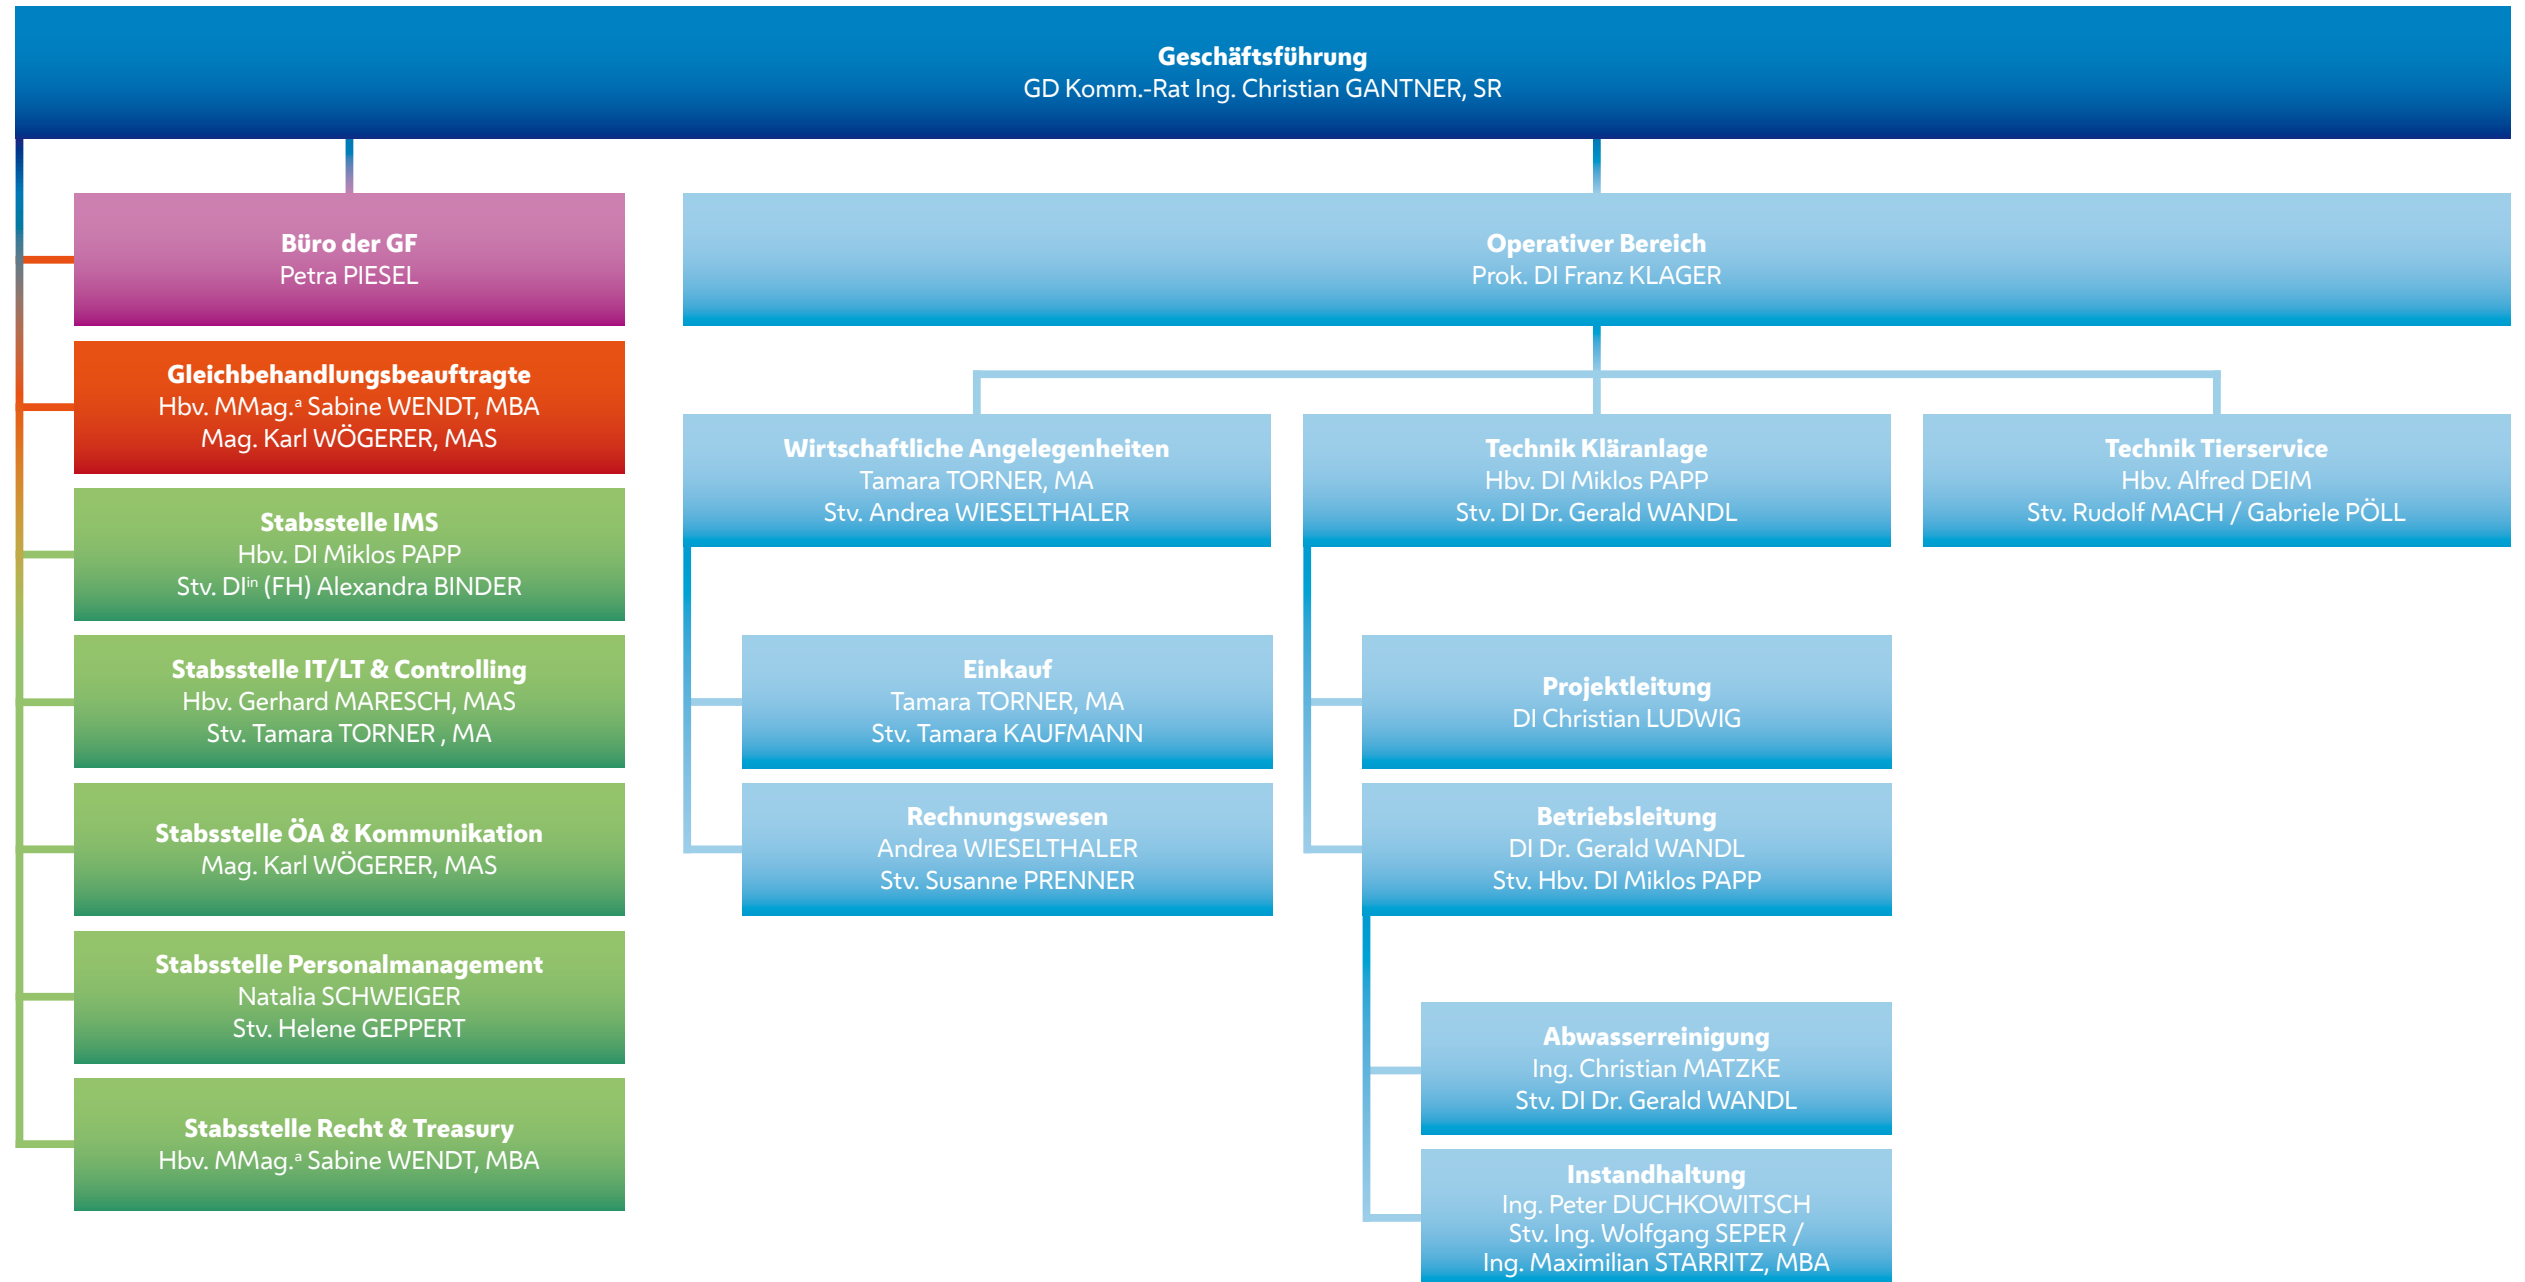 Geschäftsführung
GD Komm.-Rat Ing. Christian GANTNER, SR
Büro der GF
Petra PIESEL
Gleichbehandlungsbeauftragte
Hbv. MMag.ª Sabine WENDT, MBA
Mag. Karl WÖGERER, MAS
Stabsstelle IMS
Hbv. DI Miklos PAPP
Stv. DIⁱⁿ (FH) Alexandra BINDER
Stabsstelle IT/LT & Controlling
Hbv. Gerhard MARESCH, MAS
Stv. Tamara TORNER , MA
Stabsstelle ÖA & Kommunikation
Mag. Karl WÖGERER, MAS
Stabsstelle Personalmanagement
Natalia SCHWEIGER
Stv. Helene GEPPERT
Stabsstelle Recht & Treasury
Hbv. MMag.ª Sabine WENDT, MBA
Operativer Bereich
Prok. DI Franz KLAGER
Wirtschaftliche Angelegenheiten
Tamara TORNER, MA
Stv. Andrea WIESELTHALER
Einkauf
Tamara TORNER, MA
Stv. Tamara KAUFMANN
Rechnungswesen
Andrea WIESELTHALER
Stv. Susanne PRENNER
Technik Kläranlage
Hbv. DI Miklos PAPP
Stv. DI Dr. Gerald WANDL
Projektleitung
DI Christian LUDWIG
Betriebsleitung
DI Dr. Gerald WANDL
Stv. Hbv. DI Miklos PAPP
Abwasserreinigung
Ing. Christian MATZKE
Stv. DI Dr. Gerald WANDL
Instandhaltung
Ing. Peter DUCHKOWITSCH
Stv. Ing. Wolfgang SEPER /
Ing. Maximilian STARRITZ, MBA
Technik Tierservice
Hbv. Alfred DEIM
Stv. Rudolf MACH / Gabriele PÖLL